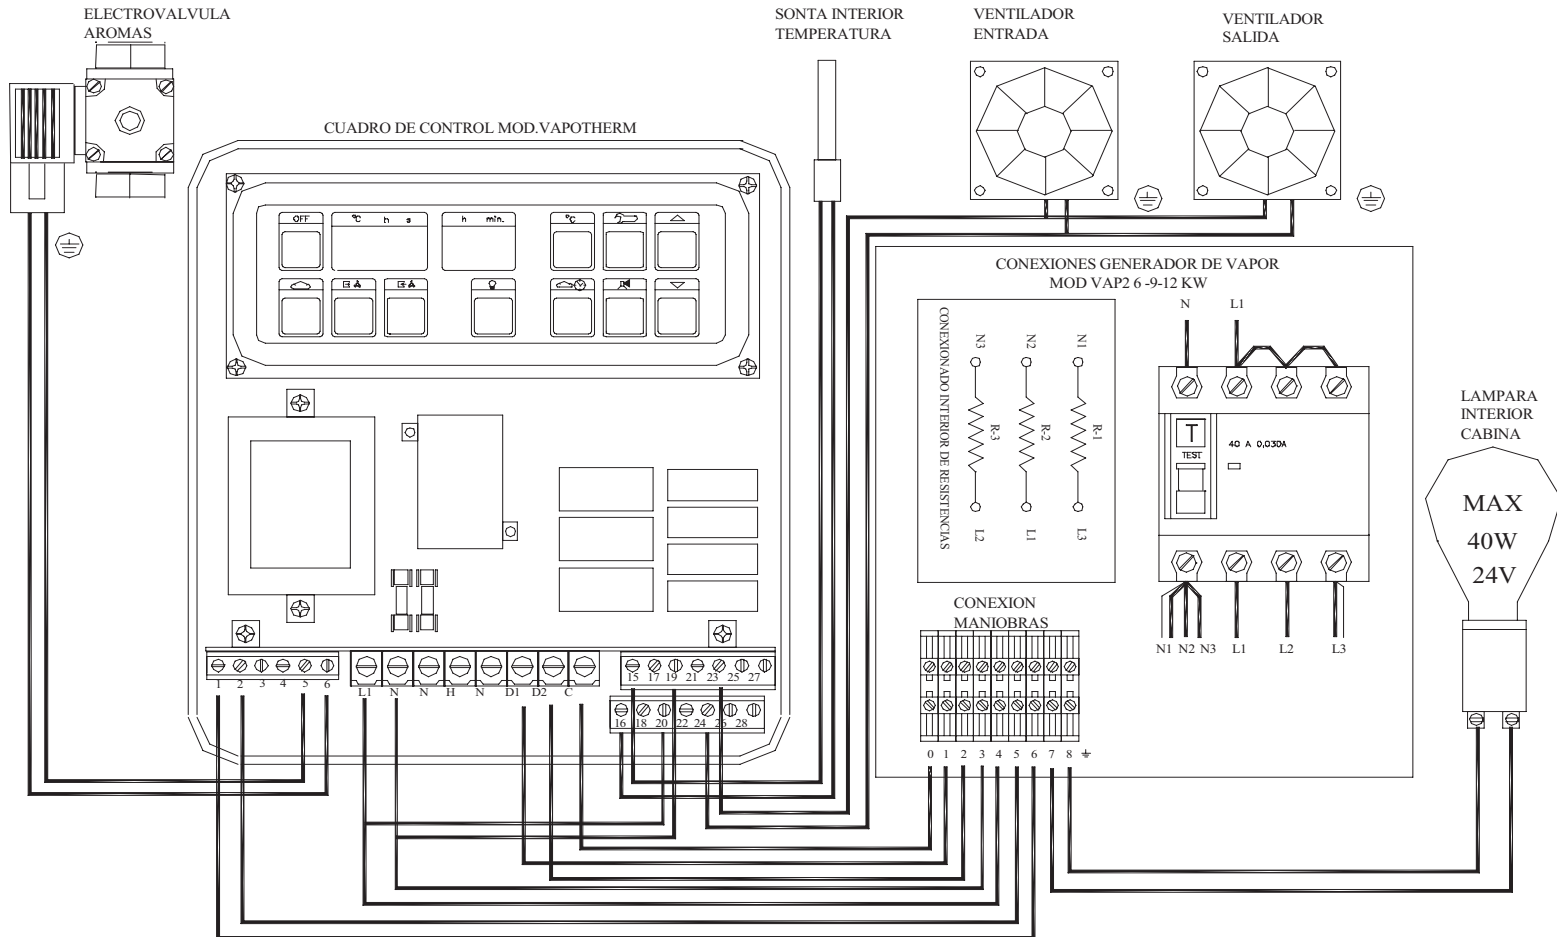 ELECTROVALVULA
AROMAS
SONTA INTERIOR
TEMPERATURA
VENTILADOR
ENTRADA
VENTILADOR
SALIDA
CUADRO DE CONTROL MOD.VAPOTHERM
OFF
°C h s
h min.
°C
CONEXIONES GENERADOR DE VAPOR
MOD VAP2 6 -9-12 KW
CONEXIONADO INTERIOR DE RESISTENCIAS
N3 N2 N1
R-3 R-2 R-1
L2 L1 L3
N L1
T
TEST
40 A 0,03DA
N1 N2 N3 L1 L2 L3
LAMPARA
INTERIOR
CABINA
MAX
40W
24V
CONEXION
MANIOBRAS
0 1 2 3 4 5 6 7 8
1 2 3 4 5 6
L1 N N H N D1 D2 C
15 17 19 21 23 25 27
16 18 20 22 24 26 28